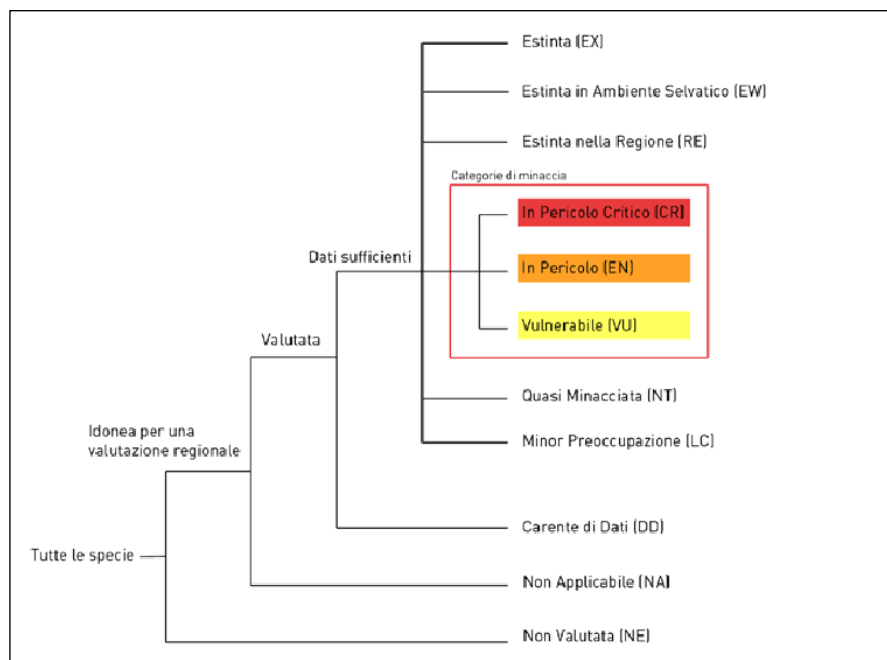 Estinta (EX)
Estinta in Ambiente Selvatico (EW)
Estinta nella Regione (RE)
Categorie di minaccia
In Pericolo Critico (CR)
Dati sufficienti
In Pericolo (EN)
Vulnerabile (VU)
Valutata
Quasi Minacciata (NT)
Idonea per una
valutazione regionale
Minor Preoccupazione (LC)
Carente di Dati (DD)
Tutte le specie
Non Applicabile (NA)
Non Valutata (NE)